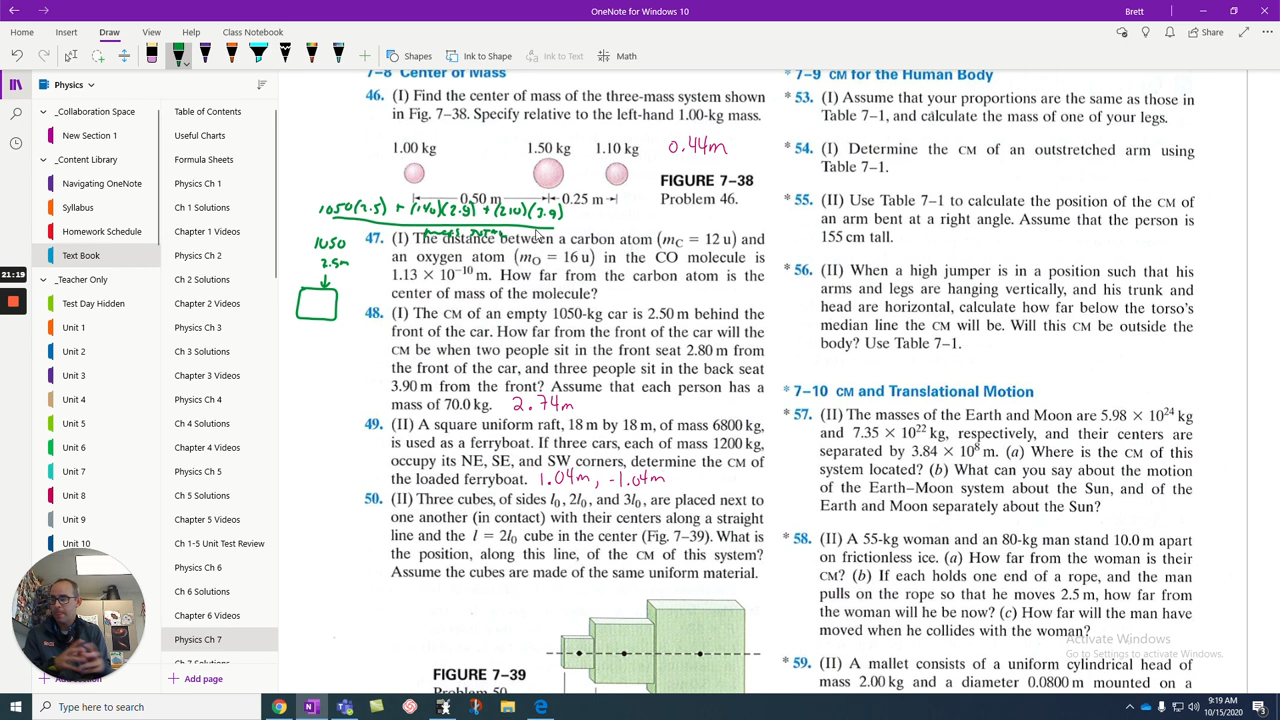 OneNote for Windows 10
Brett
Home
Insert
Draw
View
History
Review
Help
Class Notebook
Share
Shapes
Ink to Shape
Ink to Text
Math
Physics
_Collaboration Space
New Section 1
_Content Library
Navigating OneNote
Syllabus
Homework Schedule
Text Book
_Teacher Only
Test Day Hidden
Unit 1
Unit 2
Unit 3
Unit 4
Unit 5
Unit 6
Unit 7
Unit 8
Unit 9
Unit 10
21:19
Table of Contents
Useful Charts
Formula Sheets
Physics Ch 1
Ch 1 Solutions
Chapter 1 Videos
Physics Ch 2
Ch 2 Solutions
Chapter 2 Videos
Physics Ch 3
Ch 3 Solutions
Chapter 3 Videos
Physics Ch 4
Ch 4 Solutions
Chapter 4 Videos
Physics Ch 5
Ch 5 Solutions
Chapter 5 Videos
Ch 1-5 Unit Test Review
Physics Ch 6
Ch 6 Solutions
Chapter 6 Videos
Physics Ch 7
Ch 7 Solutions
Add page
7-8 Center of Mass
46. (I) Find the center of mass of the three-mass system shown
in Fig. 7-38. Specify relative to the left-hand 1.00-kg mass.
1.00 kg 1.50 kg 1.10 kg 0.44m
FIGURE 7-38
Problem 46.
0.50 m 0.25 m
1050(2.5) + (140)(2.8) + (210)(3.9)
mass total
1050
2.5m
47. (I) The distance between a carbon atom (mC = 12 u) and
an oxygen atom (mO = 16 u) in the CO molecule is
1.13 × 10⁻¹⁰ m. How far from the carbon atom is the
center of mass of the molecule?
48. (I) The CM of an empty 1050-kg car is 2.50 m behind the
front of the car. How far from the front of the car will the
CM be when two people sit in the front seat 2.80 m from
the front of the car, and three people sit in the back seat
3.90 m from the front? Assume that each person has a
mass of 70.0 kg. 2.74m
49. (II) A square uniform raft, 18 m by 18 m, of mass 6800 kg,
is used as a ferryboat. If three cars, each of mass 1200 kg,
occupy its NE, SE, and SW corners, determine the CM of
the loaded ferryboat. 1.04m, -1.04m
50. (II) Three cubes, of sides l₀, 2l₀, and 3l₀, are placed next to
one another (in contact) with their centers along a straight
line and the l = 2l₀ cube in the center (Fig. 7-39). What is
the position, along this line, of the CM of this system?
Assume the cubes are made of the same uniform material.
FIGURE 7-39
Problem 50
* 7-9 CM for the Human Body
* 53. (I) Assume that your proportions are the same as those in
Table 7-1, and calculate the mass of one of your legs.
* 54. (I) Determine the CM of an outstretched arm using
Table 7-1.
* 55. (II) Use Table 7-1 to calculate the position of the CM of
an arm bent at a right angle. Assume that the person is
155 cm tall.
* 56. (II) When a high jumper is in a position such that his
arms and legs are hanging vertically, and his trunk and
head are horizontal, calculate how far below the torso's
median line the CM will be. Will this CM be outside the
body? Use Table 7-1.
* 7-10 CM and Translational Motion
* 57. (II) The masses of the Earth and Moon are 5.98 × 10²⁴ kg
and 7.35 × 10²² kg, respectively, and their centers are
separated by 3.84 × 10⁸ m. (a) Where is the CM of this
system located? (b) What can you say about the motion
of the Earth-Moon system about the Sun, and of the
Earth and Moon separately about the Sun?
* 58. (II) A 55-kg woman and an 80-kg man stand 10.0 m apart
on frictionless ice. (a) How far from the woman is their
CM? (b) If each holds one end of a rope, and the man
pulls on the rope so that he moves 2.5 m, how far from
the woman will he be now? (c) How far will the man have
moved when he collides with the woman?
* 59. (II) A mallet consists of a uniform cylindrical head of
mass 2.00 kg and a diameter 0.0800 m mounted on a
Activate Windows
Go to Settings to activate Windows.
Type here to search
9:19 AM
10/15/2020